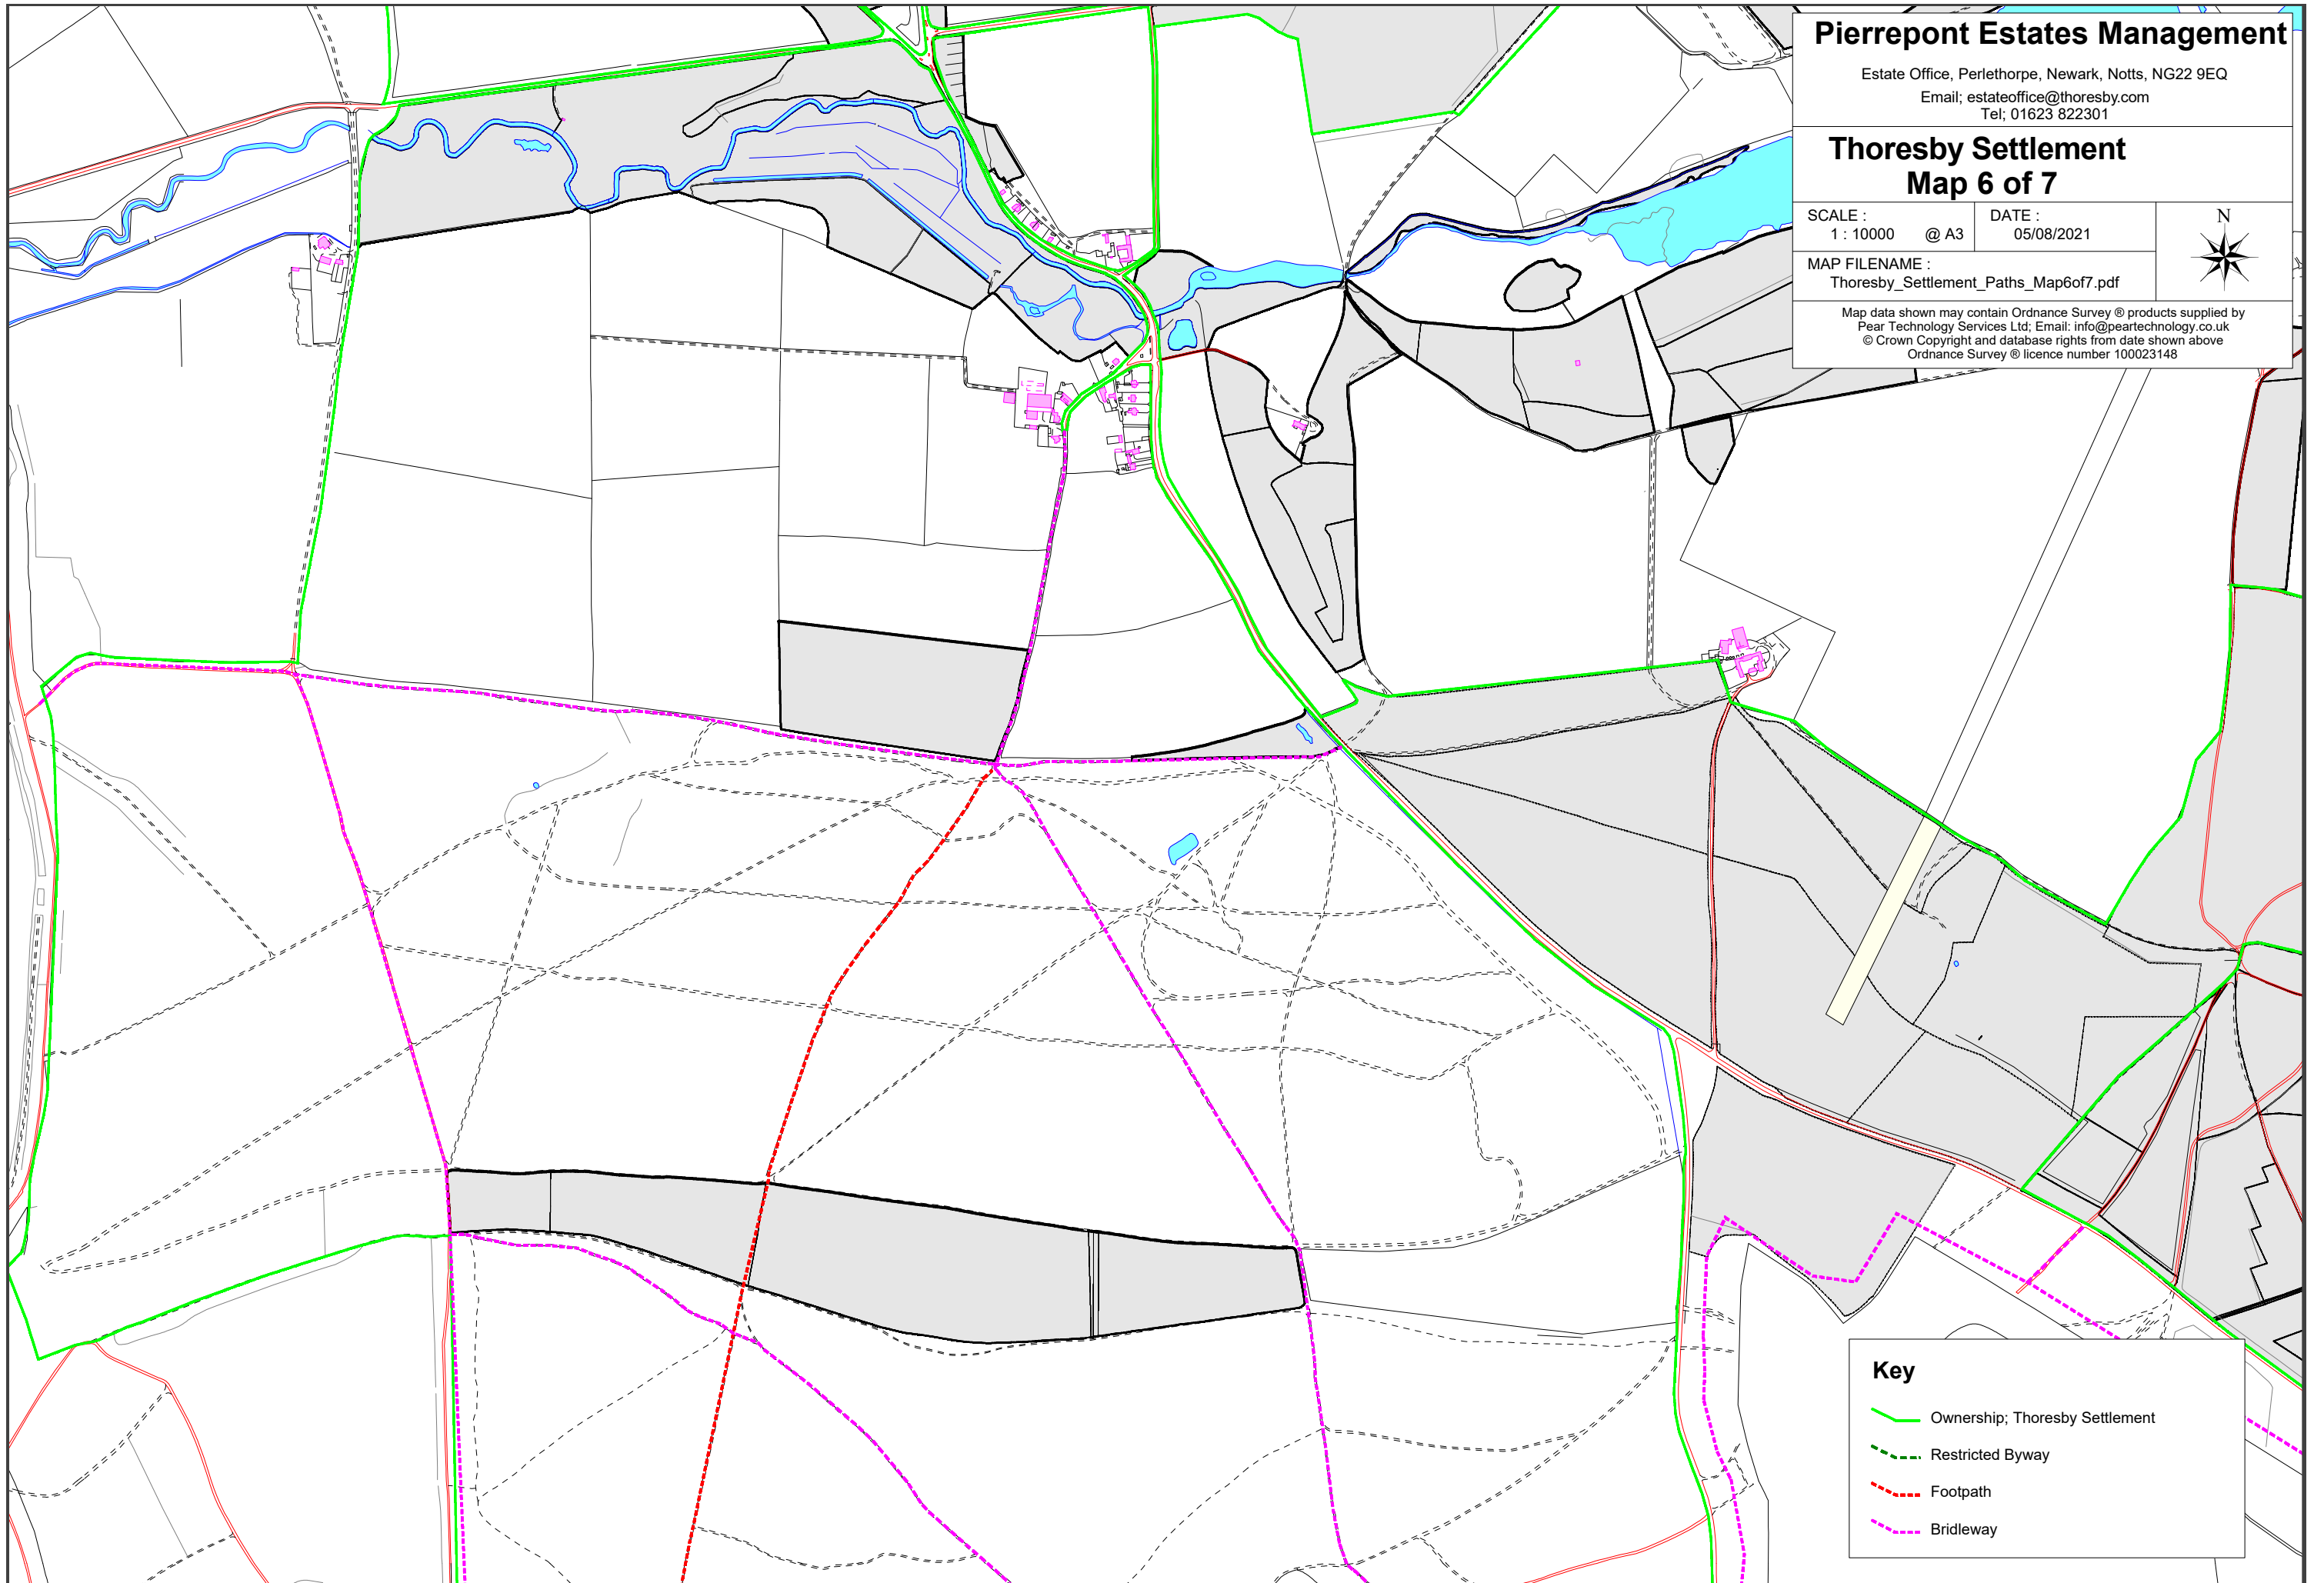 Pierrepont Estates Management
Estate Office, Perlethorpe, Newark, Notts, NG22 9EQ
Email; estateoffice@thoresby.com
Tel; 01623 822301
Thoresby Settlement
Map 6 of 7
SCALE :
1 : 10000 @ A3
DATE :
05/08/2021
N
MAP FILENAME :
Thoresby_Settlement_Paths_Map6of7.pdf
Map data shown may contain Ordnance Survey ® products supplied by
Pear Technology Services Ltd; Email: info@peartechnology.co.uk
© Crown Copyright and database rights from date shown above
Ordnance Survey ® licence number 100023148
Key
Ownership; Thoresby Settlement
Restricted Byway
Footpath
Bridleway